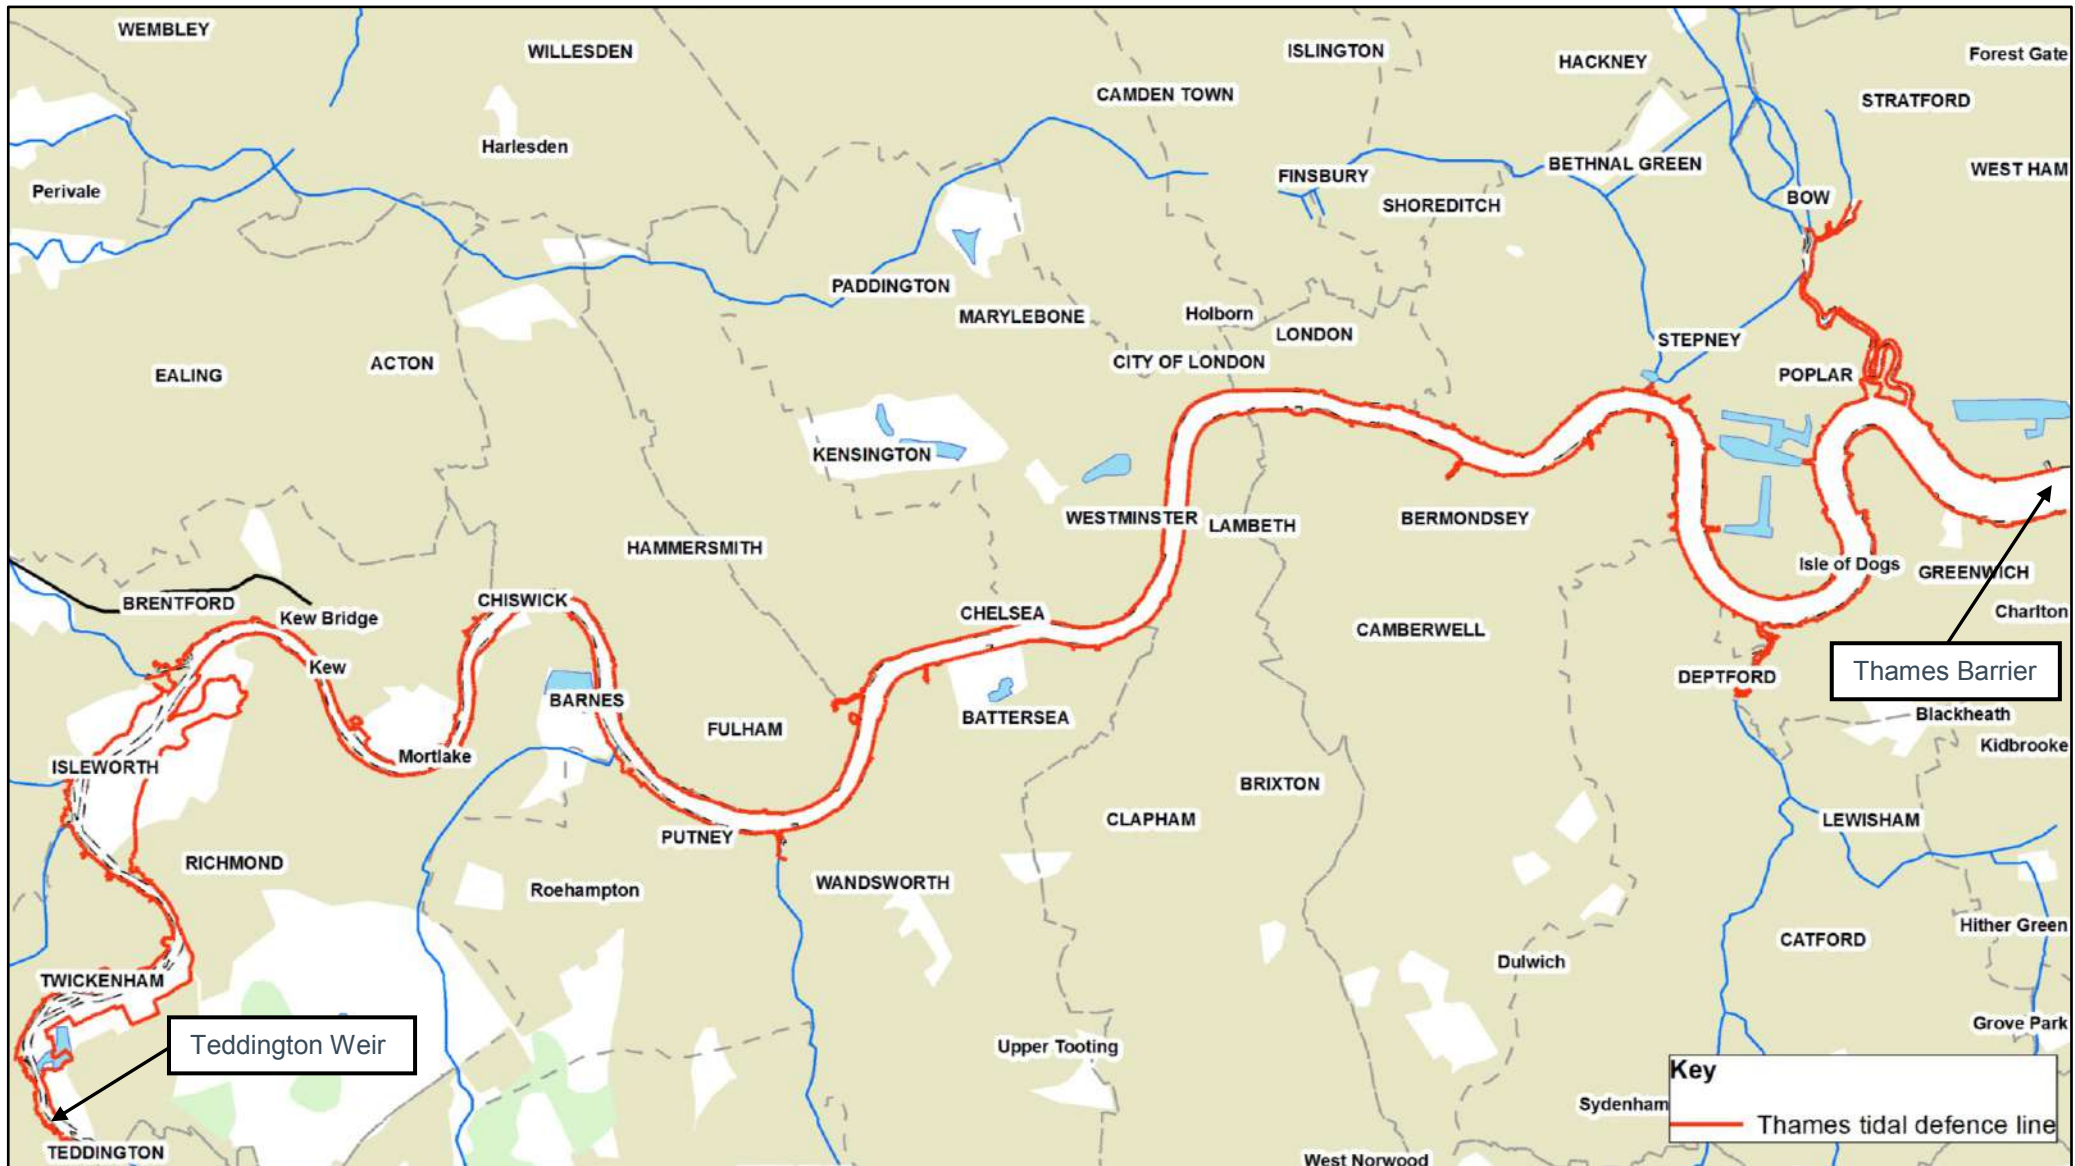 WEMBLEY
WILLESDEN
ISLINGTON
HACKNEY
Forest Gate
CAMDEN TOWN
STRATFORD
Harlesden
FINSBURY
BETHNAL GREEN
WEST HAM
Perivale
SHOREDITCH
BOW
PADDINGTON
MARYLEBONE
Holborn
LONDON
STEPNEY
CITY OF LONDON
EALING
ACTON
POPLAR
KENSINGTON
WESTMINSTER
LAMBETH
BERMONDSEY
HAMMERSMITH
Isle of Dogs
GREENWICH
BRENTFORD
Kew Bridge
CHISWICK
CHELSEA
CAMBERWELL
Charlton
Kew
Thames Barrier
DEPTFORD
BARNES
FULHAM
BATTERSEA
Blackheath
Kidbrooke
Mortlake
ISLEWORTH
BRIXTON
CLAPHAM
LEWISHAM
PUTNEY
RICHMOND
Roehampton
WANDSWORTH
Hither Green
CATFORD
Dulwich
TWICKENHAM
Grove Park
Teddington Weir
Upper Tooting
Key
Sydenham
Thames tidal defence line
TEDDINGTON
West Norwood